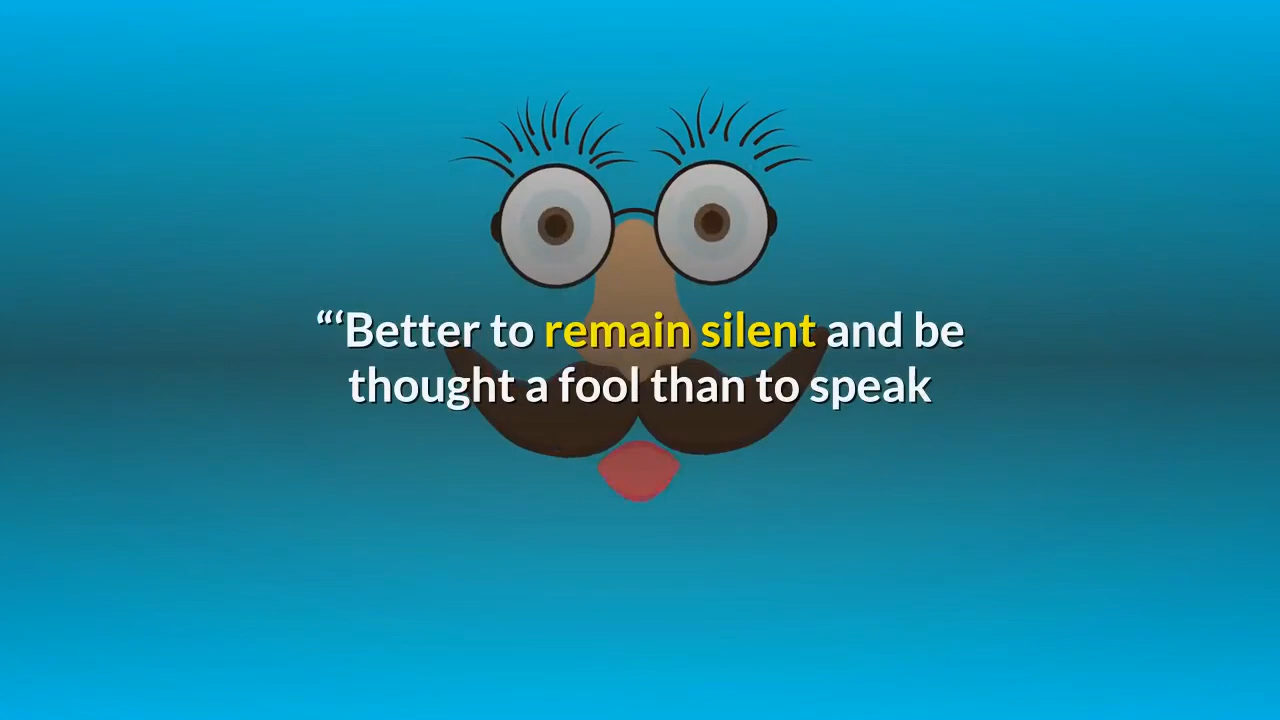 “‘Better to remain silent and be
thought a fool than to speak